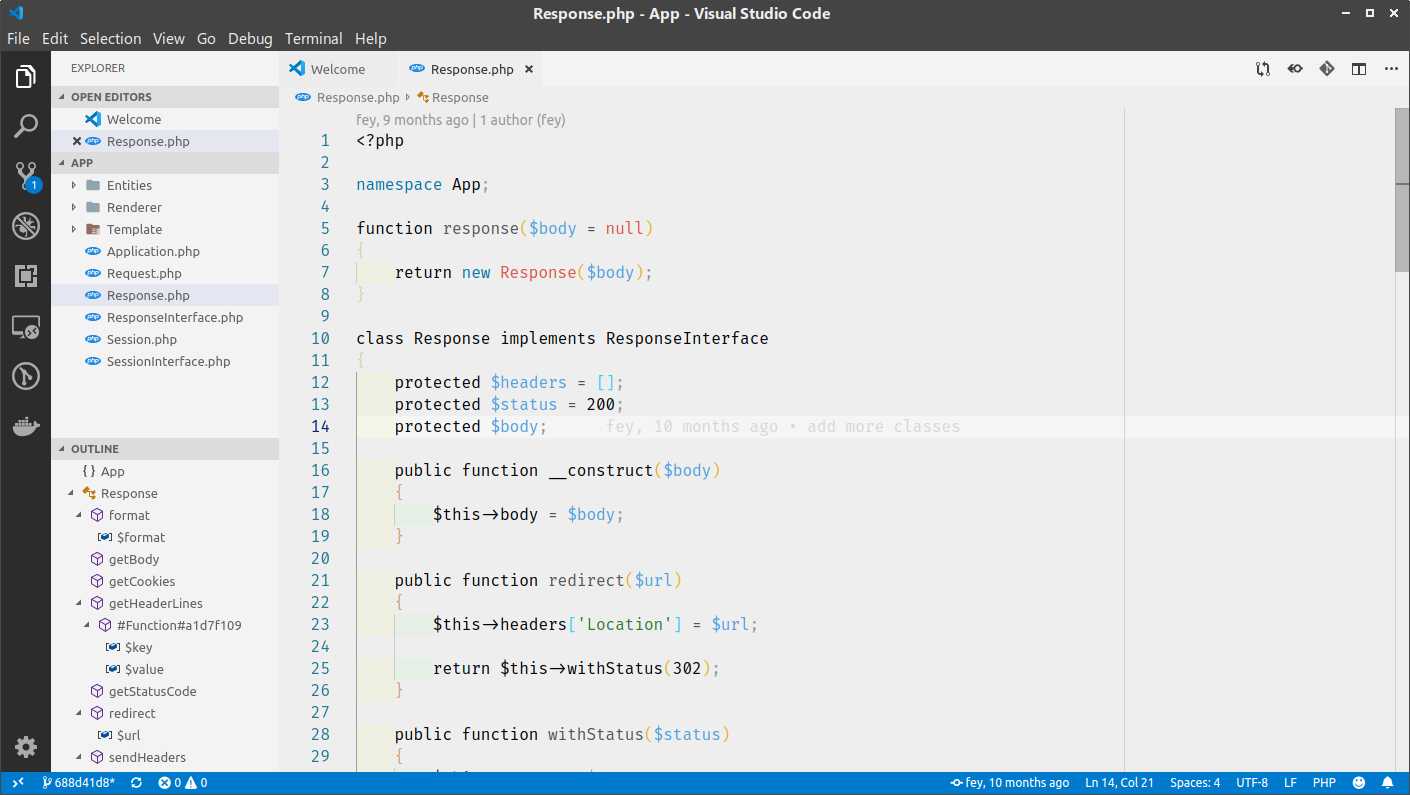 Response.php - App - Visual Studio Code
File Edit Selection View Go Debug Terminal Help
EXPLORER
OPEN EDITORS
Welcome
Response.php
APP
Entities
Renderer
Template
Application.php
Request.php
Response.php
ResponseInterface.php
Session.php
SessionInterface.php
OUTLINE
{ } App
Response
format
$format
getBody
getCookies
getHeaderLines
#Function#a1d7f109
$key
$value
getStatusCode
redirect
$url
sendHeaders
1
Welcome
Response.php
Response.php Response
fey, 9 months ago | 1 author (fey)
1 <?php
2
3 namespace App;
4
5 function response($body = null)
6 {
7 return new Response($body);
8 }
9
10 class Response implements ResponseInterface
11 {
12 protected $headers = [];
13 protected $status = 200;
14 protected $body; fey, 10 months ago • add more classes
15
16 public function __construct($body)
17 {
18 $this->body = $body;
19 }
20
21 public function redirect($url)
22 {
23 $this->headers['Location'] = $url;
24
25 return $this->withStatus(302);
26 }
27
28 public function withStatus($status)
29 {
688d41d8* 0 0 fey, 10 months ago Ln 14, Col 21 Spaces: 4 UTF-8 LF PHP